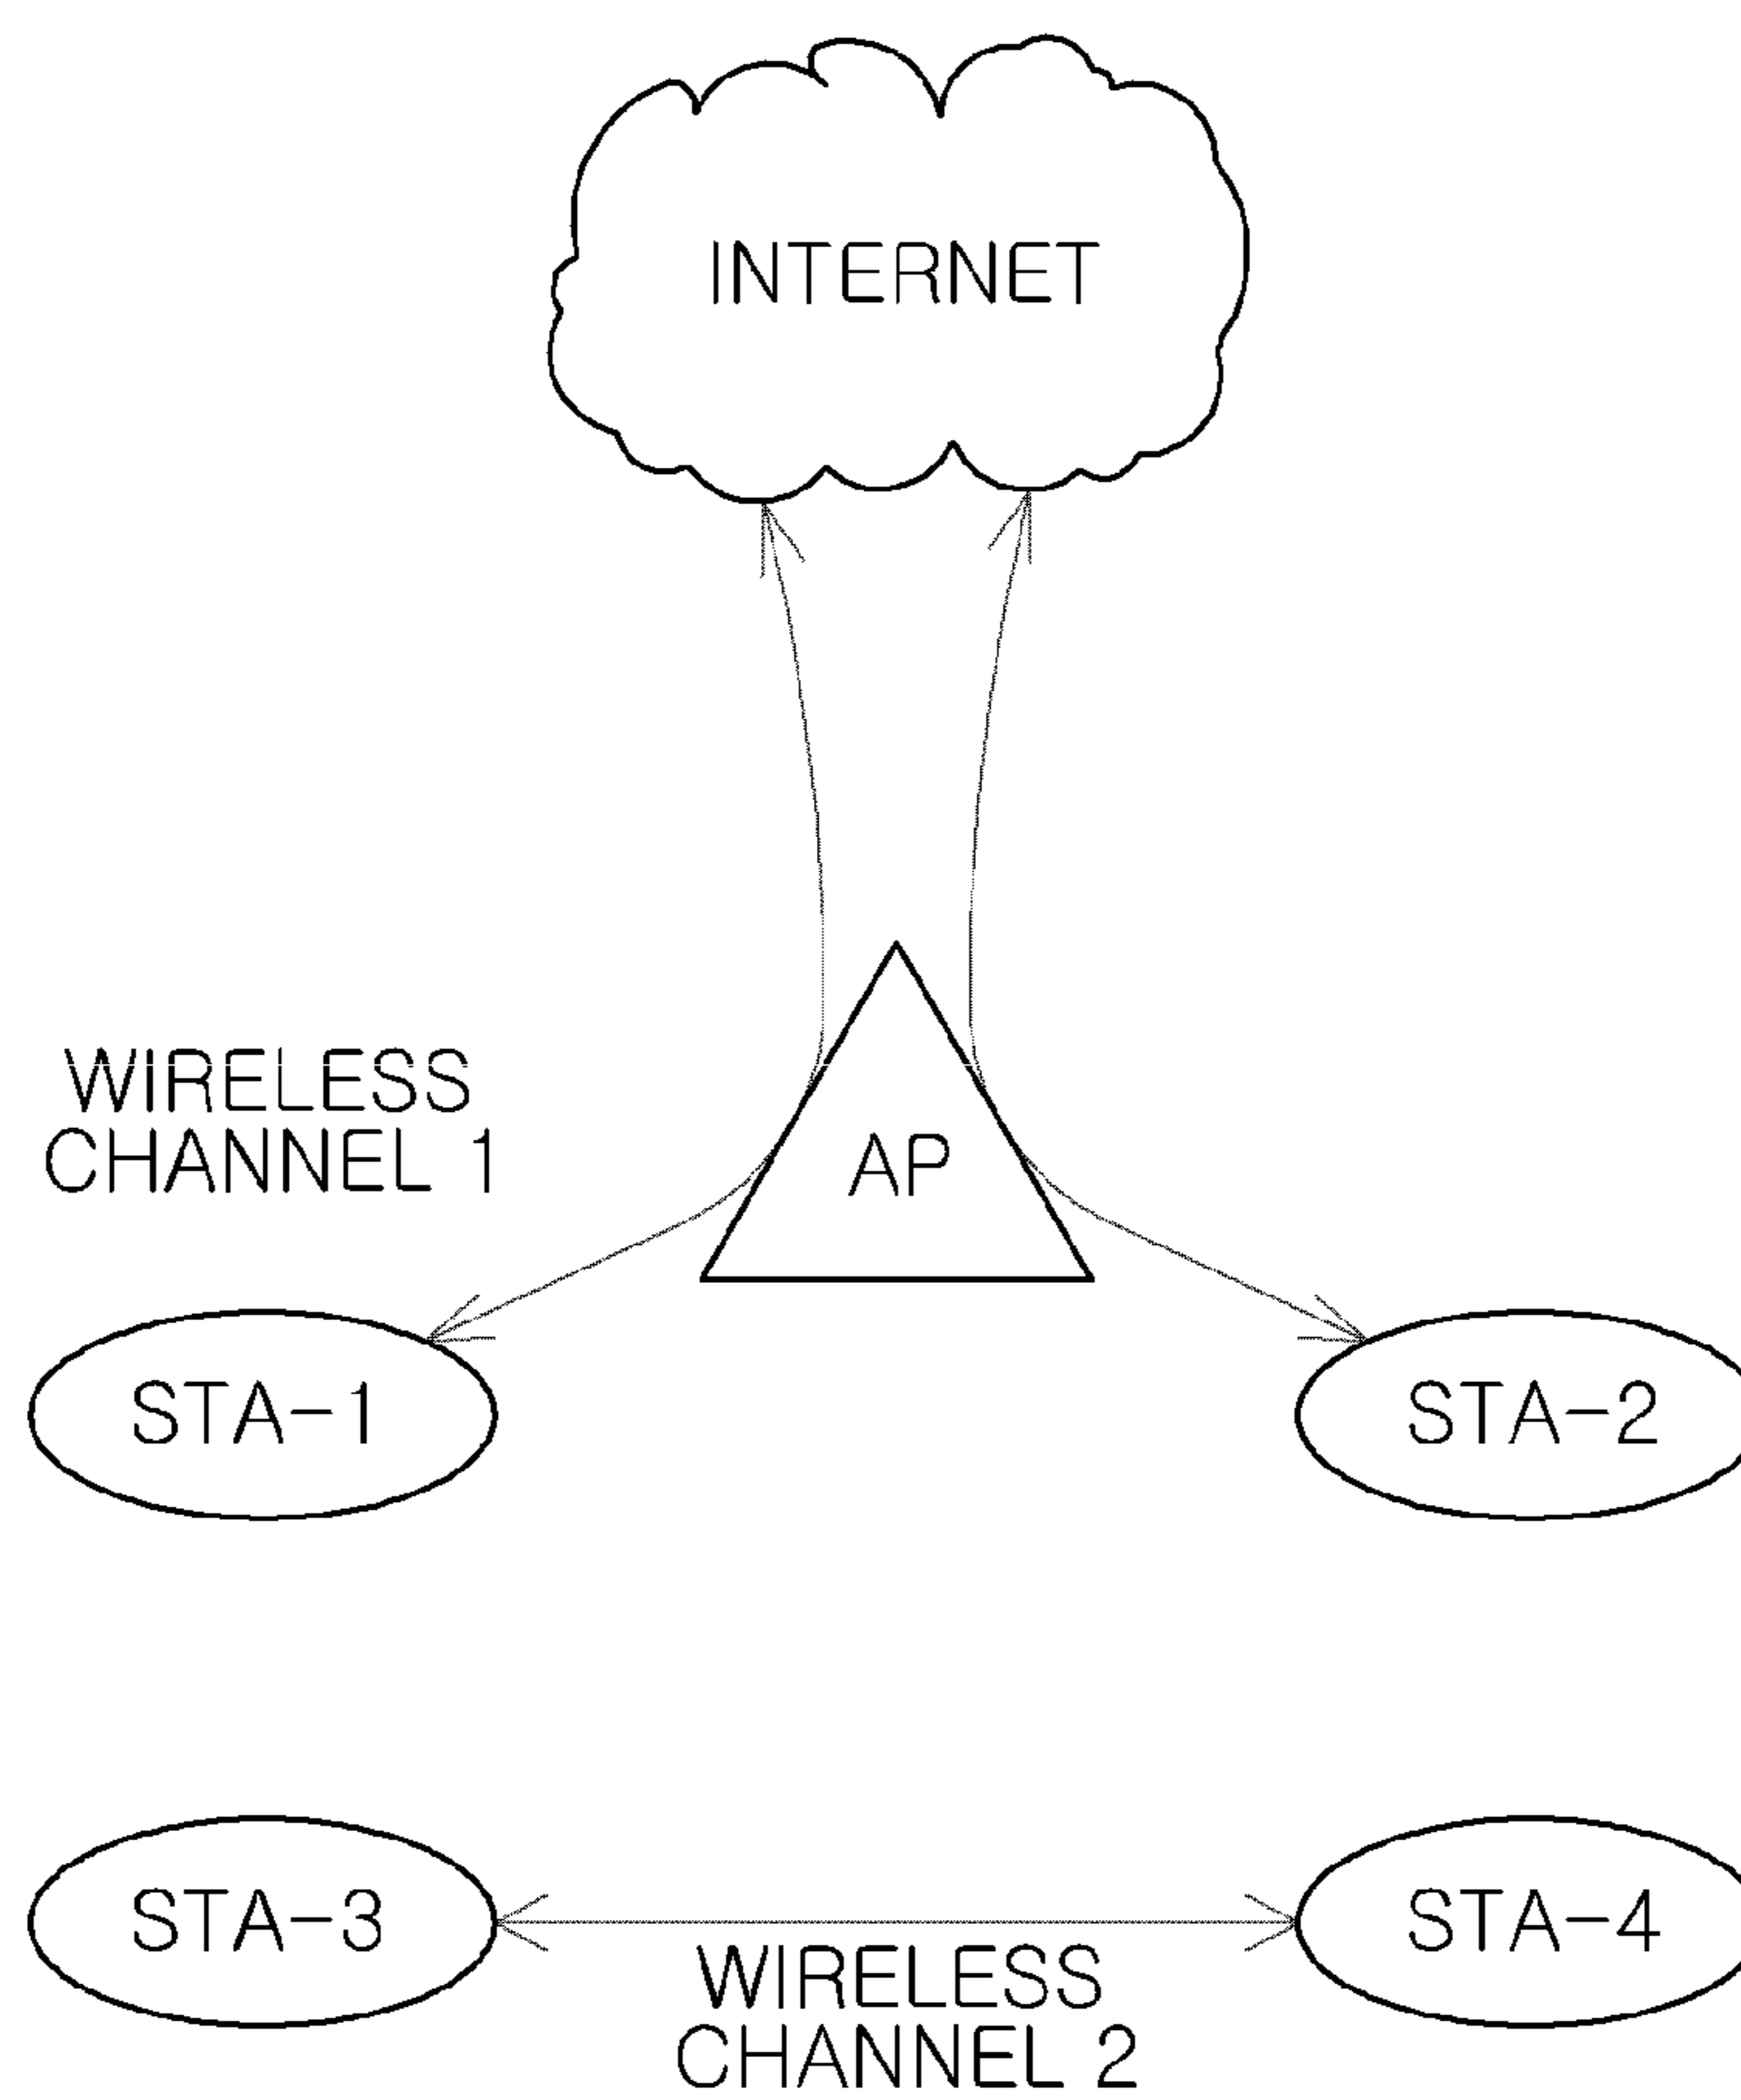 INTERNET
WIRELESS
CHANNEL 1
AP
STA-1
STA-2
STA-3
STA-4
WIRELESS
CHANNEL 2